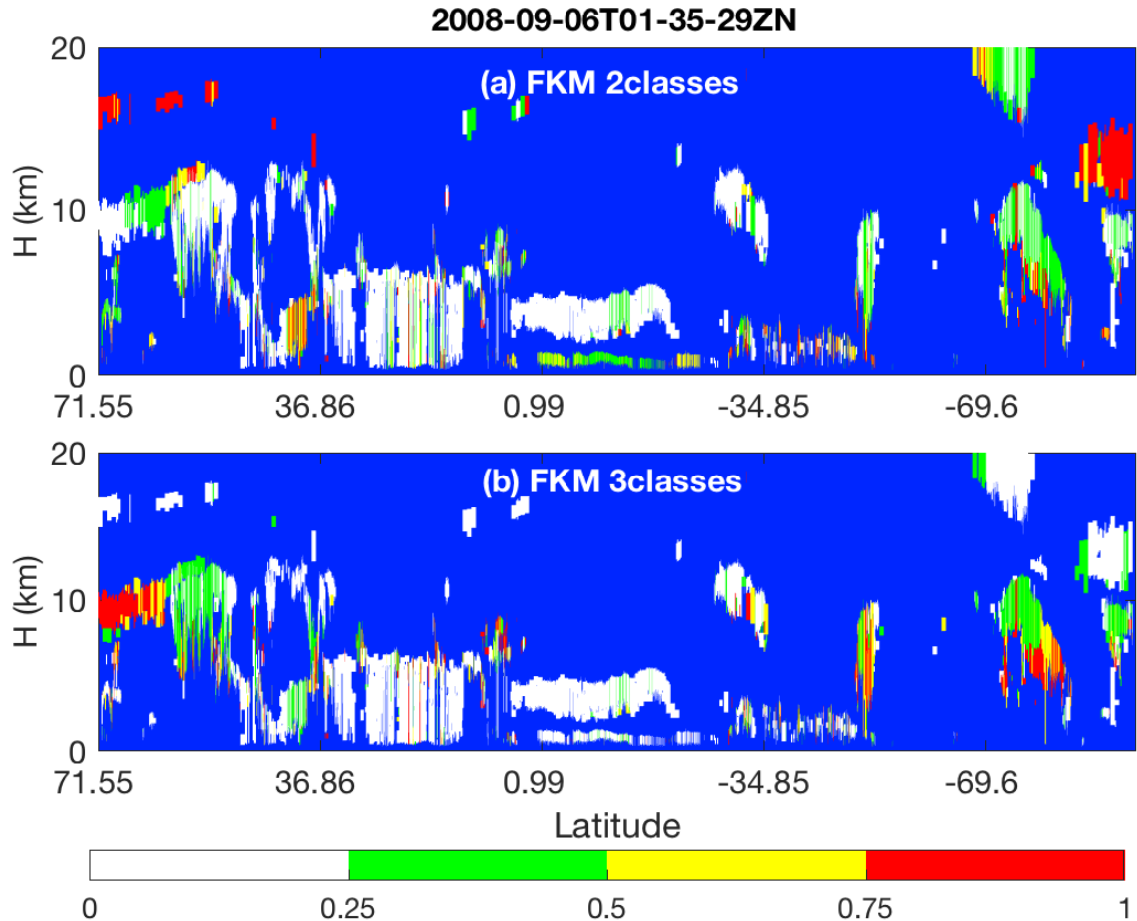 2008-09-06T01-35-29ZN
20
(a) FKM 2classes
H (km)
10
0
71.55 36.86 0.99 -34.85 -69.6
20
(b) FKM 3classes
H (km)
10
0
71.55 36.86 0.99 -34.85 -69.6
Latitude
0 0.25 0.5 0.75 1